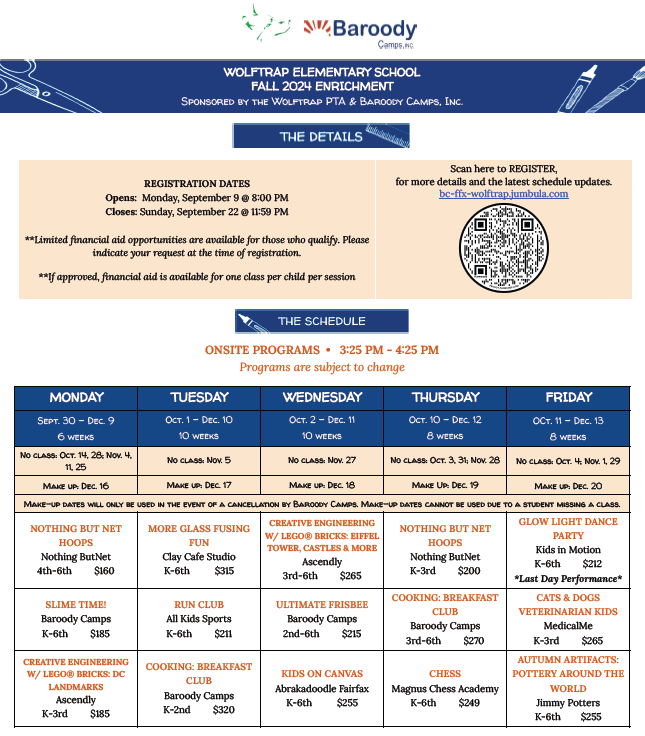 Baroody
Camps, INC.
WOLFTRAP ELEMENTARY SCHOOL
FALL 2024 ENRICHMENT
SPONSORED BY THE WOLFTRAP PTA & BAROODY CAMPS, INC.
THE DETAILS
REGISTRATION DATES
Opens: Monday, September 9 @ 8:00 PM
Closes: Sunday, September 22 @ 11:59 PM
**Limited financial aid opportunities are available for those who qualify. Please
indicate your request at the time of registration.
**If approved, financial aid is available for one class per child per session
Scan here to REGISTER,
for more details and the latest schedule updates.
bc-ffx-wolftrap.jumbula.com
THE SCHEDULE
ONSITE PROGRAMS • 3:25 PM - 4:25 PM
Programs are subject to change
MONDAY TUESDAY WEDNESDAY THURSDAY FRIDAY
SEPT. 30 – DEC. 9 OCT. 1 – DEC. 10 OCT. 2 – DEC. 11 OCT. 10 – DEC. 12 OCT. 11 – DEC. 13
6 WEEKS 10 WEEKS 10 WEEKS 8 WEEKS 8 WEEKS
NO CLASS: OCT. 14, 28; NOV. 4,
11, 25
NO CLASS: NOV. 5
NO CLASS: NOV. 27
NO CLASS: OCT. 3, 31; NOV. 28
NO CLASS: OCT. 4; NOV. 1, 29
MAKE UP: DEC. 16 MAKE UP: DEC. 17 MAKE UP: DEC. 18 MAKE UP: DEC. 19 MAKE UP: DEC. 20
MAKE-UP DATES WILL ONLY BE USED IN THE EVENT OF A CANCELLATION BY BAROODY CAMPS. MAKE-UP DATES CANNOT BE USED DUE TO A STUDENT MISSING A CLASS.
NOTHING BUT NET
HOOPS
Nothing ButNet
4th-6th $160
MORE GLASS FUSING
FUN
Clay Cafe Studio
K-6th $315
CREATIVE ENGINEERING
W/ LEGO® BRICKS: EIFFEL
TOWER, CASTLES & MORE
Ascendly
3rd-6th $265
NOTHING BUT NET
HOOPS
Nothing ButNet
K-3rd $200
GLOW LIGHT DANCE
PARTY
Kids in Motion
K-6th $212
*Last Day Performance*
SLIME TIME!
Baroody Camps
K-6th $185
RUN CLUB
All Kids Sports
K-6th $211
ULTIMATE FRISBEE
Baroody Camps
2nd-6th $215
COOKING: BREAKFAST
CLUB
Baroody Camps
3rd-6th $270
CATS & DOGS
VETERINARIAN KIDS
MedicalMe
K-3rd $265
CREATIVE ENGINEERING
W/ LEGO® BRICKS: DC
LANDMARKS
Ascendly
K-3rd $185
COOKING: BREAKFAST
CLUB
Baroody Camps
K-2nd $320
KIDS ON CANVAS
Abrakadoodle Fairfax
K-6th $255
CHESS
Magnus Chess Academy
K-6th $249
AUTUMN ARTIFACTS:
POTTERY AROUND THE
WORLD
Jimmy Potters
K-6th $255